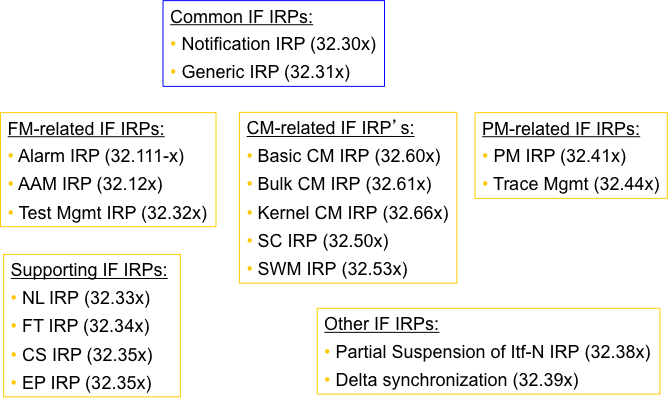 Common IF IRPs:
• Notification IRP (32.30x)
• Generic IRP (32.31x)
FM-related IF IRPs:
• Alarm IRP (32.111-x)
• AAM IRP (32.12x)
• Test Mgmt IRP (32.32x)
CM-related IF IRP’s:
• Basic CM IRP (32.60x)
• Bulk CM IRP (32.61x)
• Kernel CM IRP (32.66x)
• SC IRP (32.50x)
• SWM IRP (32.53x)
PM-related IF IRPs:
• PM IRP (32.41x)
• Trace Mgmt (32.44x)
Supporting IF IRPs:
• NL IRP (32.33x)
• FT IRP (32.34x)
• CS IRP (32.35x)
• EP IRP (32.35x)
Other IF IRPs:
• Partial Suspension of Itf-N IRP (32.38x)
• Delta synchronization (32.39x)